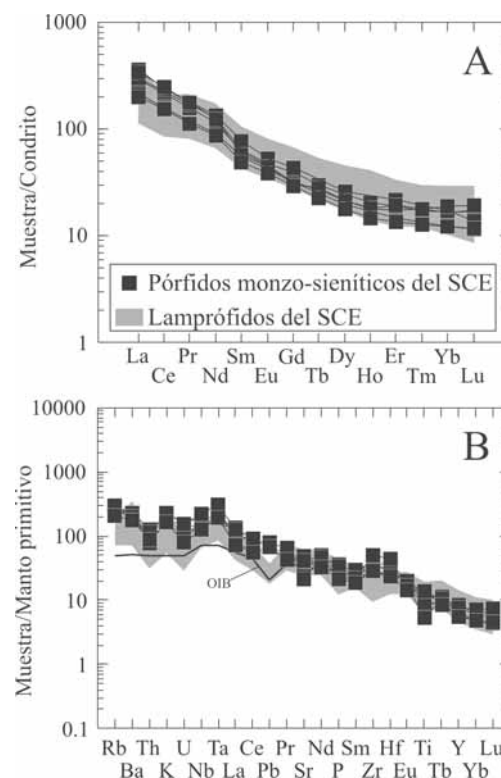 1000
A
100
Muestra/Condrito
10
Pórfidos monzo-sieníticos del SCE
Lamprófidos del SCE
1
La Pr Sm Gd Dy Er Yb
Ce Nd Eu Tb Ho Tm Lu
10000
B
1000
Muestra/Manto primitivo
100
OIB
10
1
0.1
Rb Th U Ta Ce Pr Nd Sm Hf Ti Y Lu
Ba K Nb La Pb Sr P Zr Eu Tb Yb